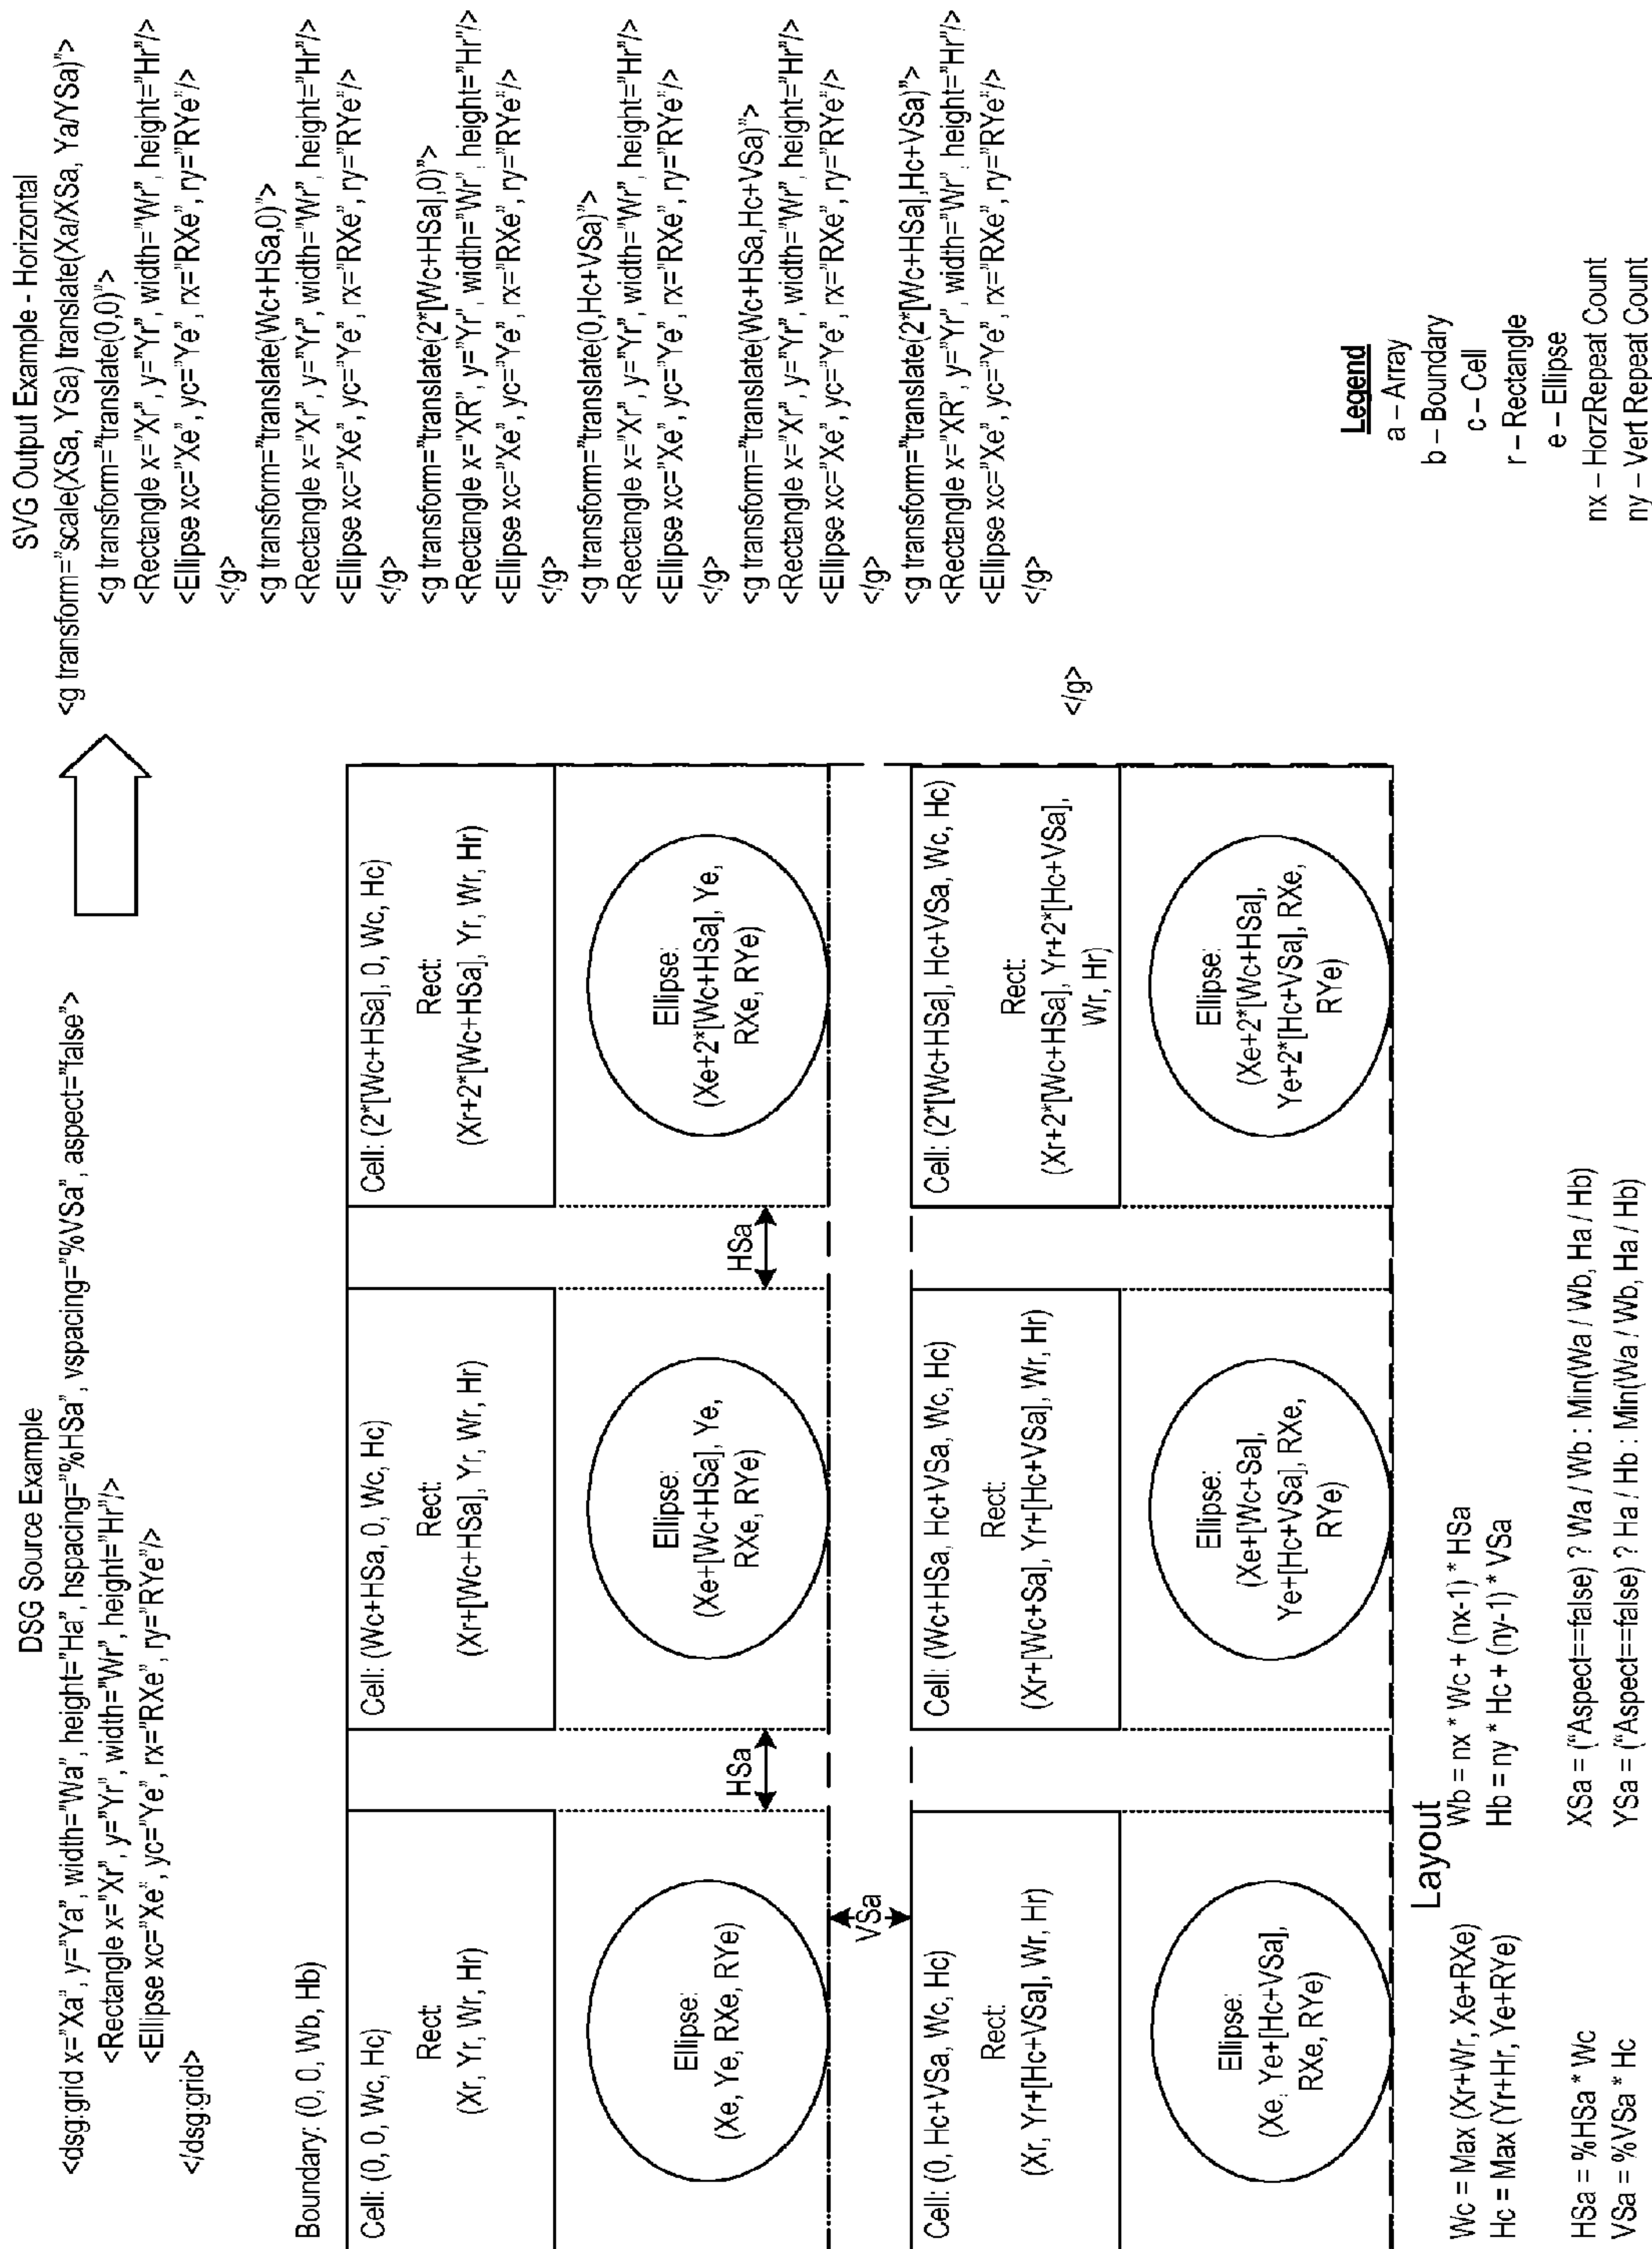 DSG Source Example
<dsg:grid x="Xa", y="Ya", width="Wa", height="Ha", hspacing="%HSa", vspacing="%VSa", aspect="false">
<Rectangle x="Xr", y="Yr", width="Wr", height="Hr"/>
<Ellipse xc="Xe", yc="Ye", rx="RXe", ry="RYe"/>
</dsg:grid>
Boundary: (0, 0, Wb, Hb)
Cell: (0, 0, Wc, Hc)
Rect:
(Xr, Yr, Wr, Hr)
Ellipse:
(Xe, Ye, RXe, RYe)
HSa
Cell: (Wc+HSa, 0, Wc, Hc)
Rect:
(Xr+[Wc+HSa], Yr, Wr, Hr)
Ellipse:
(Xe+[Wc+HSa], Ye,
RXe, RYe)
HSa
Cell: (2*[Wc+HSa], 0, Wc, Hc)
Rect:
(Xr+2*[Wc+HSa], Yr, Wr, Hr)
Ellipse:
(Xe+2*[Wc+HSa], Ye,
RXe, RYe)
VSa
Cell: (0, Hc+VSa, Wc, Hc)
Rect:
(Xr, Yr+[Hc+VSa], Wr, Hr)
Ellipse:
(Xe, Ye+[Hc+VSa],
RXe, RYe)
Cell: (Wc+HSa, Hc+VSa, Wc, Hc)
Rect:
(Xr+[Wc+Sa], Yr+[Hc+VSa], Wr, Hr)
Ellipse:
(Xe+[Wc+Sa],
Ye+[Hc+VSa], RXe,
RYe)
Cell: (2*[Wc+HSa], Hc+VSa, Wc, Hc)
Rect:
(Xr+2*[Wc+HSa], Yr+2*[Hc+VSa],
Wr, Hr)
Ellipse:
(Xe+2*[Wc+HSa],
Ye+2*[Hc+VSa], RXe,
RYe)
Layout
Wc = Max (Xr+Wr, Xe+RXe)
Hc = Max (Yr+Hr, Ye+RYe)
Wb = nx * Wc + (nx-1) * HSa
Hb = ny * Hc + (ny-1) * VSa
HSa = %HSa * Wc
VSa = %VSa * Hc
XSa = ("Aspect==false) ? Wa / Wb : Min(Wa / Wb, Ha / Hb)
YSa = ("Aspect==false) ? Ha / Hb : Min(Wa / Wb, Ha / Hb)
SVG Output Example - Horizontal
<g transform="scale(XSa, YSa) translate(Xa/XSa, Ya/YSa)">
<g transform="translate(0,0)">
<Rectangle x="Xr", y="Yr", width="Wr", height="Hr"/>
<Ellipse xc="Xe", yc="Ye", rx="RXe", ry="RYe"/>
</g>
<g transform="translate(Wc+HSa,0)">
<Rectangle x="Xr", y="Yr", width="Wr", height="Hr"/>
<Ellipse xc="Xe", yc="Ye", rx="RXe", ry="RYe"/>
</g>
<g transform="translate(2*[Wc+HSa],0)">
<Rectangle x="XR", y="Yr", width="Wr", height="Hr"/>
<Ellipse xc="Xe", yc="Ye", rx="RXe", ry="RYe"/>
</g>
<g transform="translate(0,Hc+VSa)">
<Rectangle x="Xr", y="Yr", width="Wr", height="Hr"/>
<Ellipse xc="Xe", yc="Ye", rx="RXe", ry="RYe"/>
</g>
<g transform="translate(Wc+HSa,Hc+VSa)">
<Rectangle x="Xr", y="Yr", width="Wr", height="Hr"/>
<Ellipse xc="Xe", yc="Ye", rx="RXe", ry="RYe"/>
</g>
<g transform="translate(2*[Wc+HSa],Hc+VSa)">
<Rectangle x="XR", y="Yr", width="Wr", height="Hr"/>
<Ellipse xc="Xe", yc="Ye", rx="RXe", ry="RYe"/>
</g>
</g>
Legend
a – Array
b – Boundary
c – Cell
r – Rectangle
e – Ellipse
nx – HorzRepeat Count
ny – Vert Repeat Count